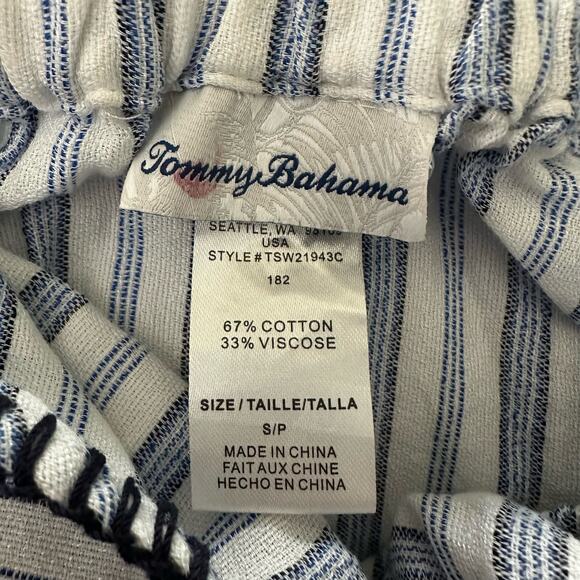 Tommy Bahama
SEATTLE, WA 98109
USA
STYLE # TSW21943C
182
67% COTTON
33% VISCOSE
SIZE / TAILLE/TALLA
S/P
MADE IN CHINA
FAIT AUX CHINE
HECHO EN CHINA